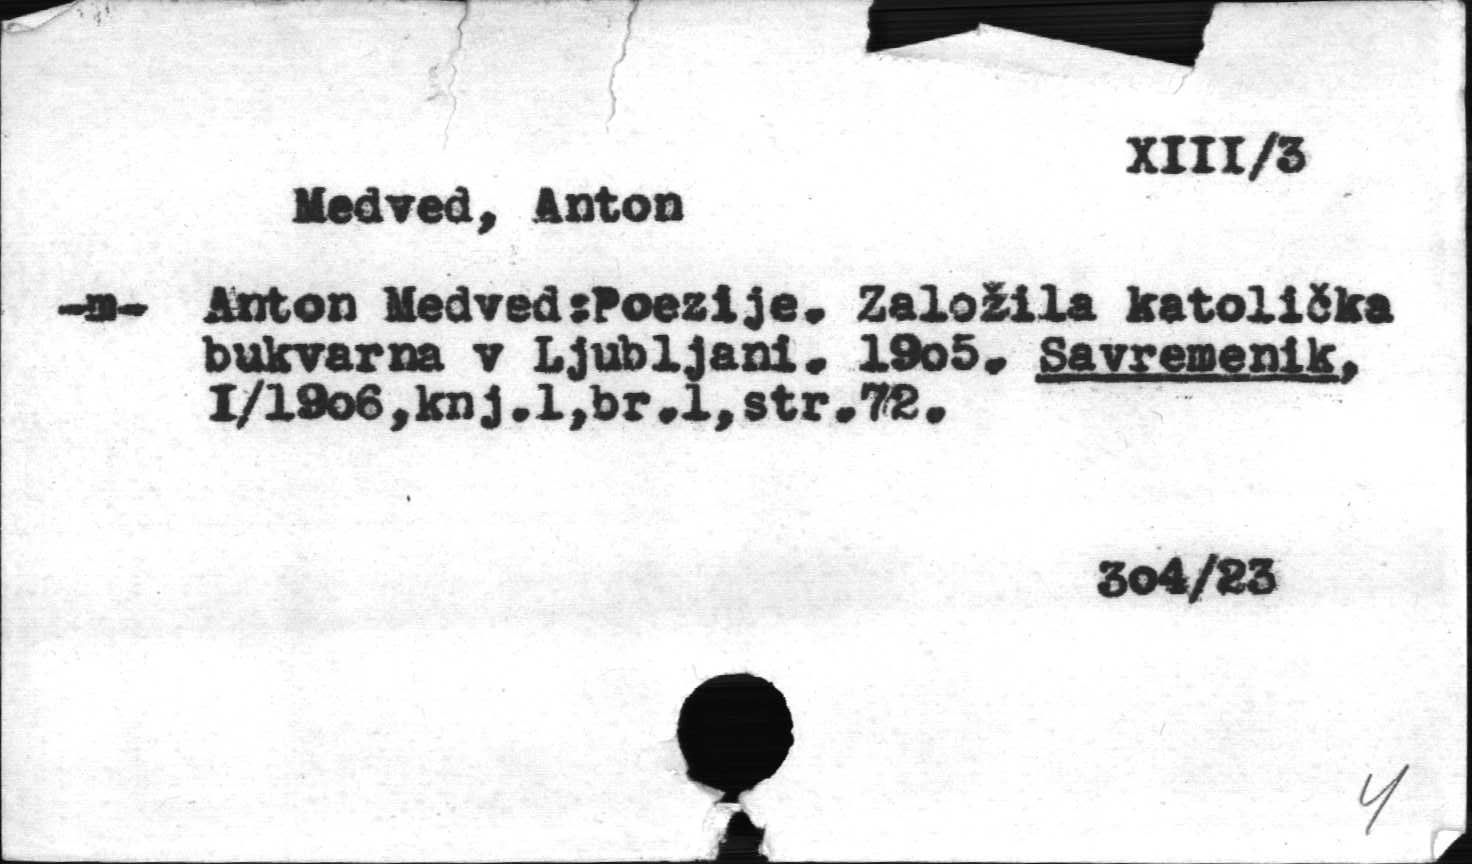 XIII/3
Medved, Anton
-m- Anton Medved:Poezije. Založila katolička
bukvarna v Ljubljani. 19o5. Savremenik,
I/19o6,knj.1,br.1,str.72.
3o4/23